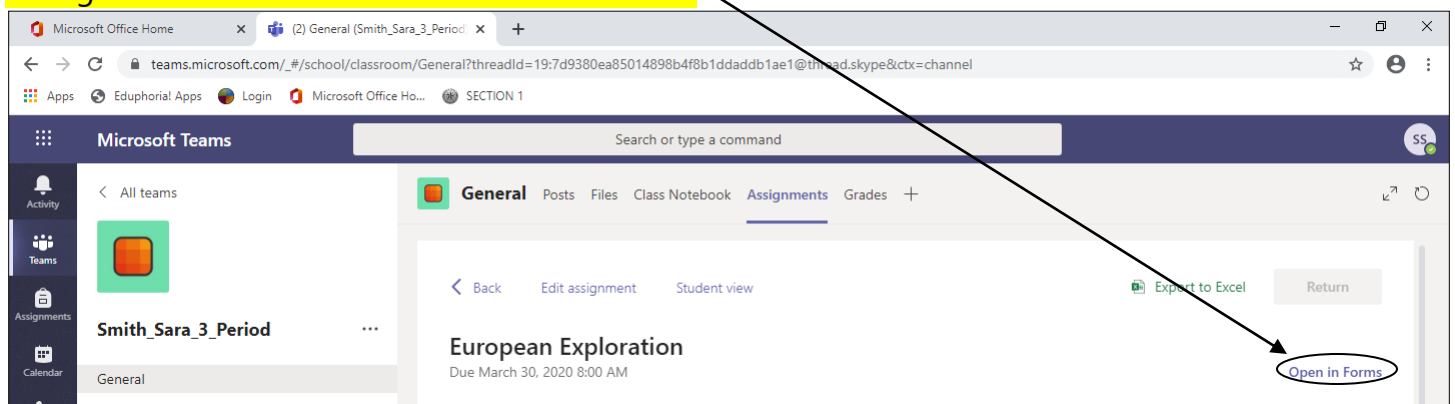 Microsoft Office Home
(2) General (Smith_Sara_3_Period
teams.microsoft.com/_#/school/classroom/General?threadId=19:7d9380ea85014898b4f8b1ddaddb1ae1@thread.skype&ctx=channel
Apps Eduphoria! Apps Login Microsoft Office Ho... SECTION 1
Microsoft Teams
Search or type a command
SS
Activity
All teams
General Posts Files Class Notebook Assignments Grades
Teams
Back Edit assignment Student view Export to Excel Return
Assignments
Smith_Sara_3_Period ...
European Exploration
Calendar
Due March 30, 2020 8:00 AM
Open in Forms
General